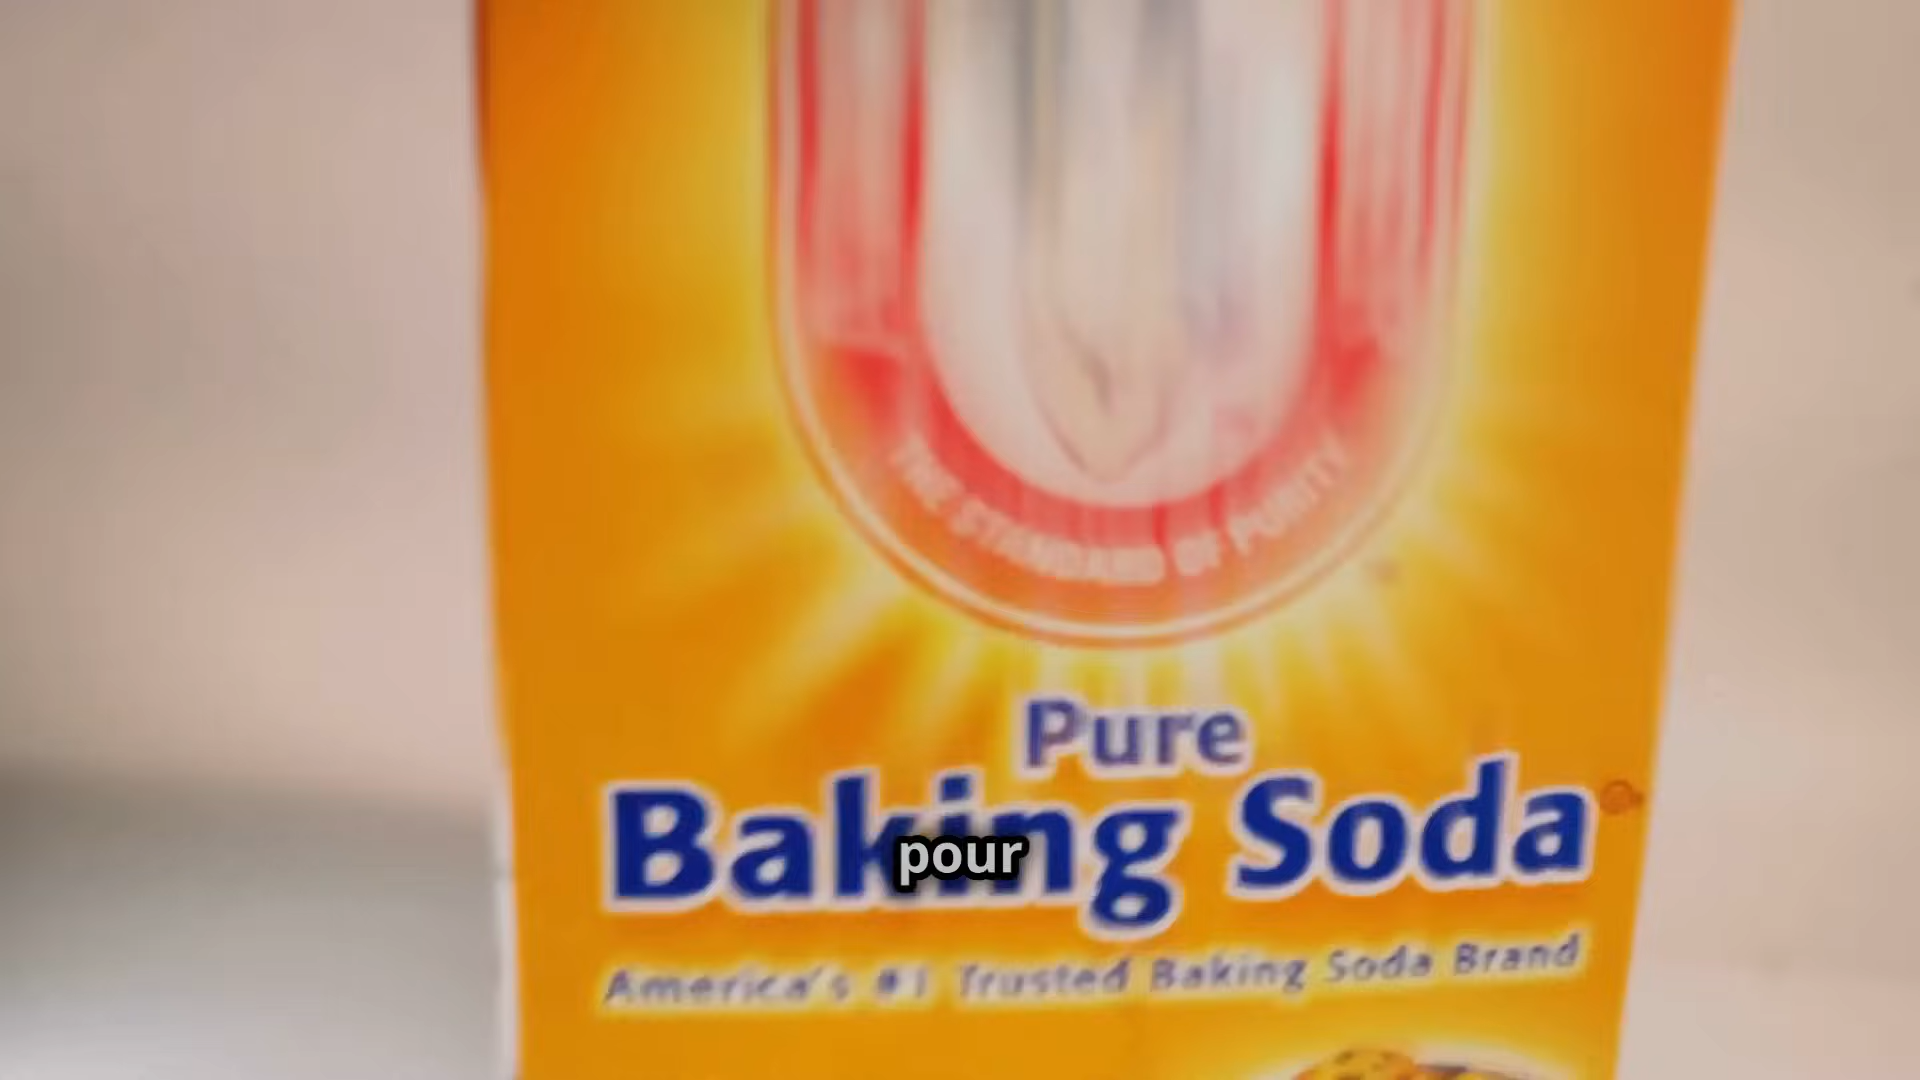 THE STANDARD OF PURITY
Pure
Baking Soda
pour
America's #1 Trusted Baking Soda Brand